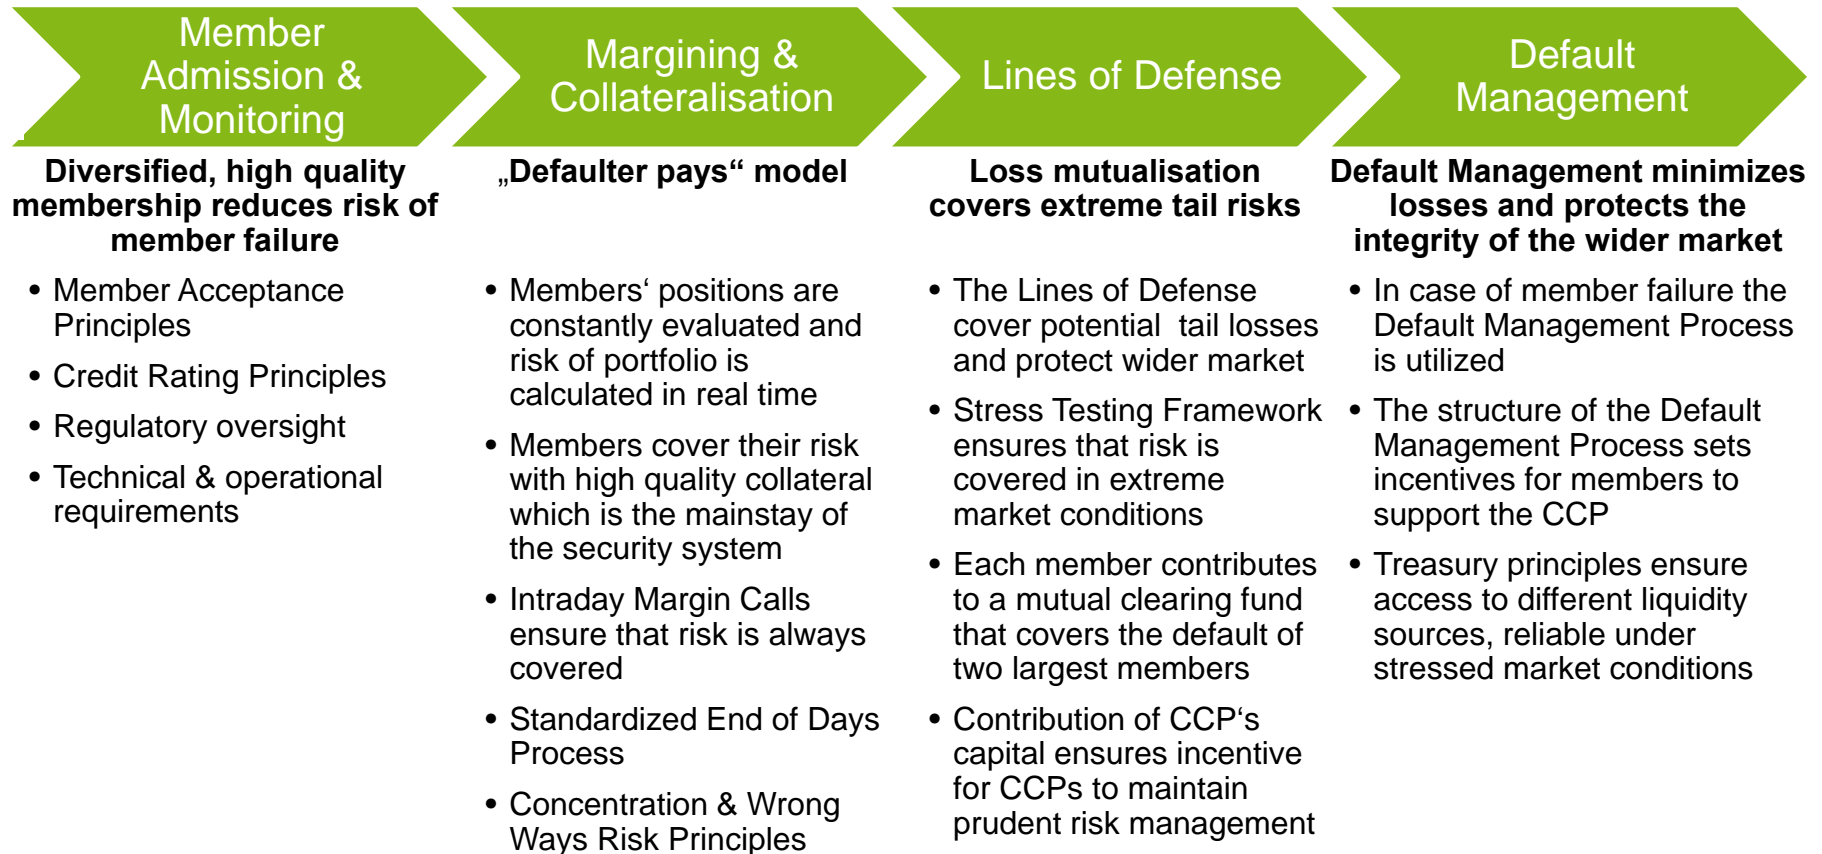 Member
Admission &
Monitoring
Diversified, high quality
membership reduces risk of
member failure
• Member Acceptance
Principles
• Credit Rating Principles
• Regulatory oversight
• Technical & operational
requirements
Margining &
Collateralisation
„Defaulter pays“ model
• Members‘ positions are
constantly evaluated and
risk of portfolio is
calculated in real time
• Members cover their risk
with high quality collateral
which is the mainstay of
the security system
• Intraday Margin Calls
ensure that risk is always
covered
• Standardized End of Days
Process
• Concentration & Wrong
Ways Risk Principles
Lines of Defense
Loss mutualisation
covers extreme tail risks
• The Lines of Defense
cover potential  tail losses
and protect wider market
• Stress Testing Framework
ensures that risk is
covered in extreme
market conditions
• Each member contributes
to a mutual clearing fund
that covers the default of
two largest members
• Contribution of CCP‘s
capital ensures incentive
for CCPs to maintain
prudent risk management
Default
Management
Default Management minimizes
losses and protects the
integrity of the wider market
• In case of member failure the
Default Management Process
is utilized
• The structure of the Default
Management Process sets
incentives for members to
support the CCP
• Treasury principles ensure
access to different liquidity
sources, reliable under
stressed market conditions